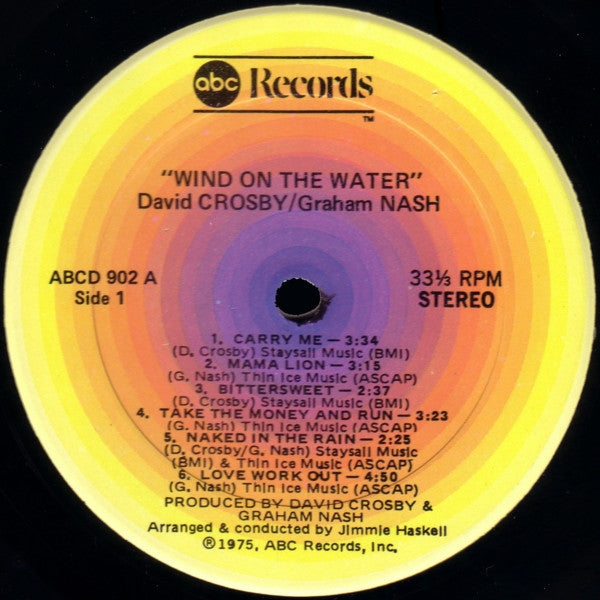 abc Records
TM
"WIND ON THE WATER"
David CROSBY/Graham NASH
ABCD 902 A
Side 1
33⅓ RPM
STEREO
1. CARRY ME – 3:34
(D. Crosby) Staysail Music (BMI)
2. MAMA LION – 3:15
(G. Nash) Thin Ice Music (ASCAP)
3. BITTERSWEET – 2:37
(D. Crosby) Staysail Music (BMI)
4. TAKE THE MONEY AND RUN – 3:23
(G. Nash) Thin Ice Music (ASCAP)
5. NAKED IN THE RAIN – 2:25
(D. Crosby/G. Nash) Staysail Music
(BMI) & Thin Ice Music (ASCAP)
6. LOVE WORK OUT – 4:50
(G. Nash) Thin Ice Music (ASCAP)
PRODUCED BY DAVID CROSBY &
GRAHAM NASH
Arranged & conducted by Jimmie Haskell
℗1975, ABC Records, Inc.